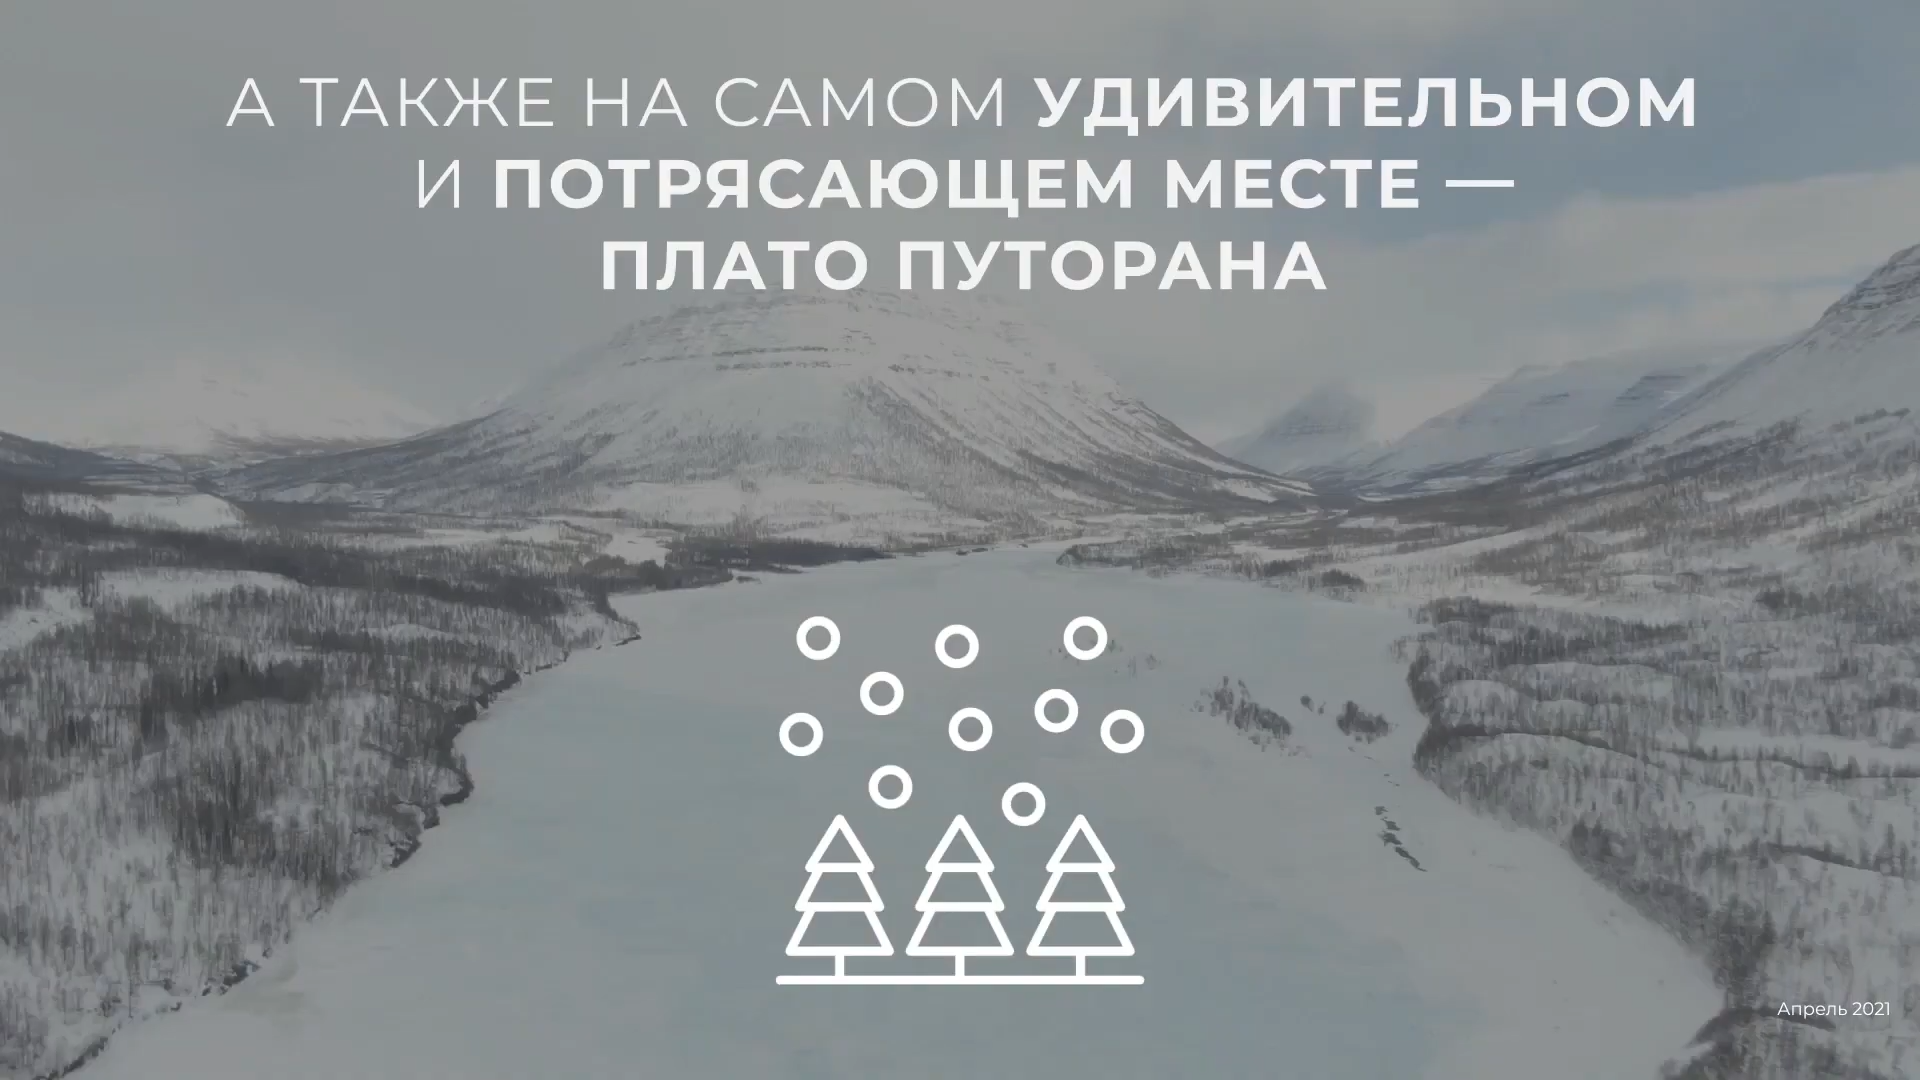 А ТАКЖЕ НА САМОМ УДИВИТЕЛЬНОМ
И ПОТРЯСАЮЩЕМ МЕСТЕ —
ПЛАТО ПУТОРАНА
Апрель 2021